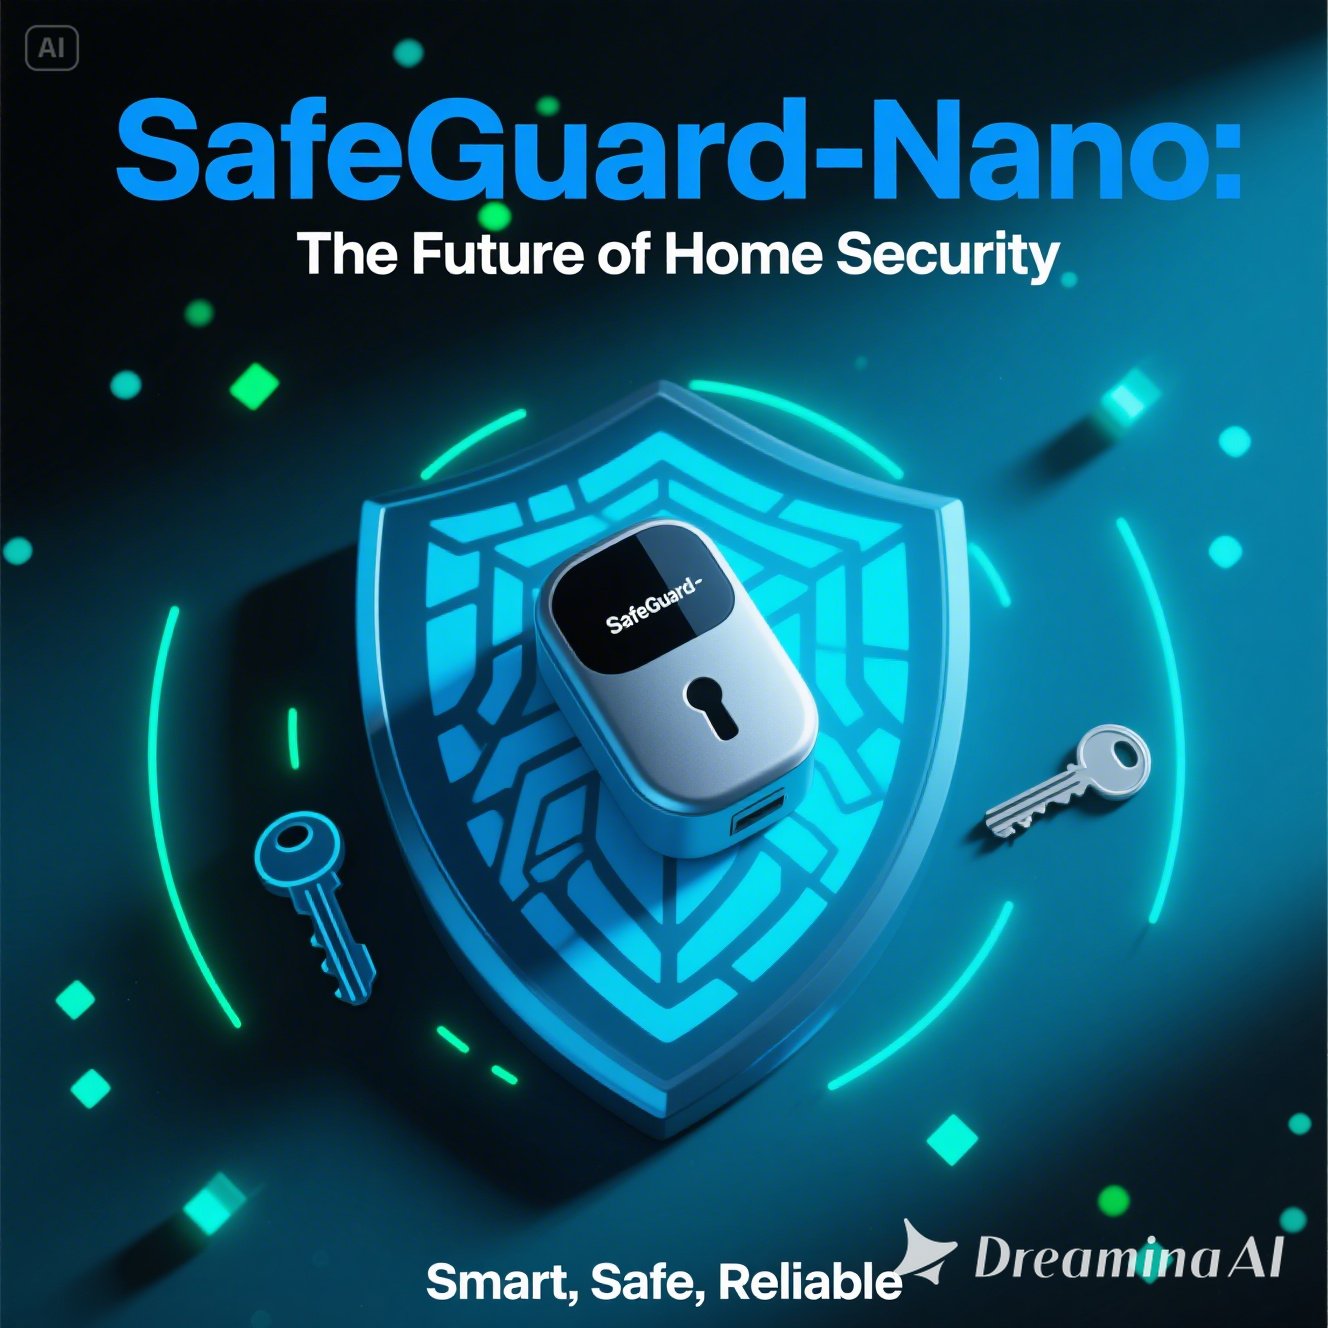 AI
SafeGuard-Nano:
The Future of Home Security
SafeGuard-
Smart, Safe, Reliable
Dreamina AI